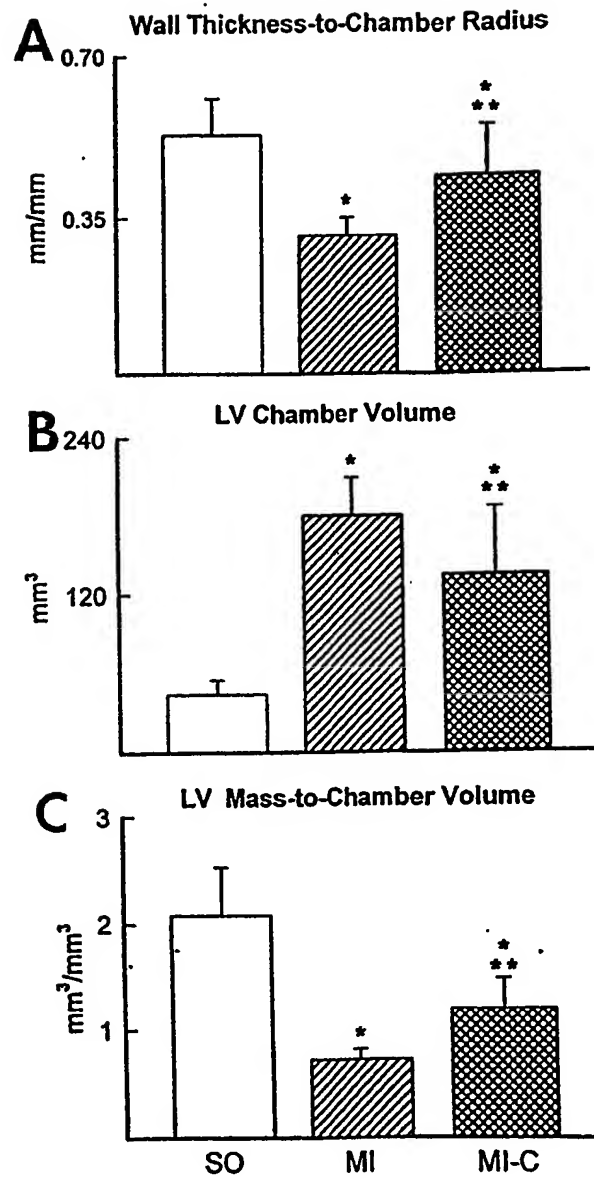 A Wall Thickness-to-Chamber Radius
0.70
*
**
*
0.35
mm/mm
B LV Chamber Volume
240
*
*
**
120
mm³
C LV Mass-to-Chamber Volume
3
2
*
**
*
1
mm³/mm³
SO MI MI-C